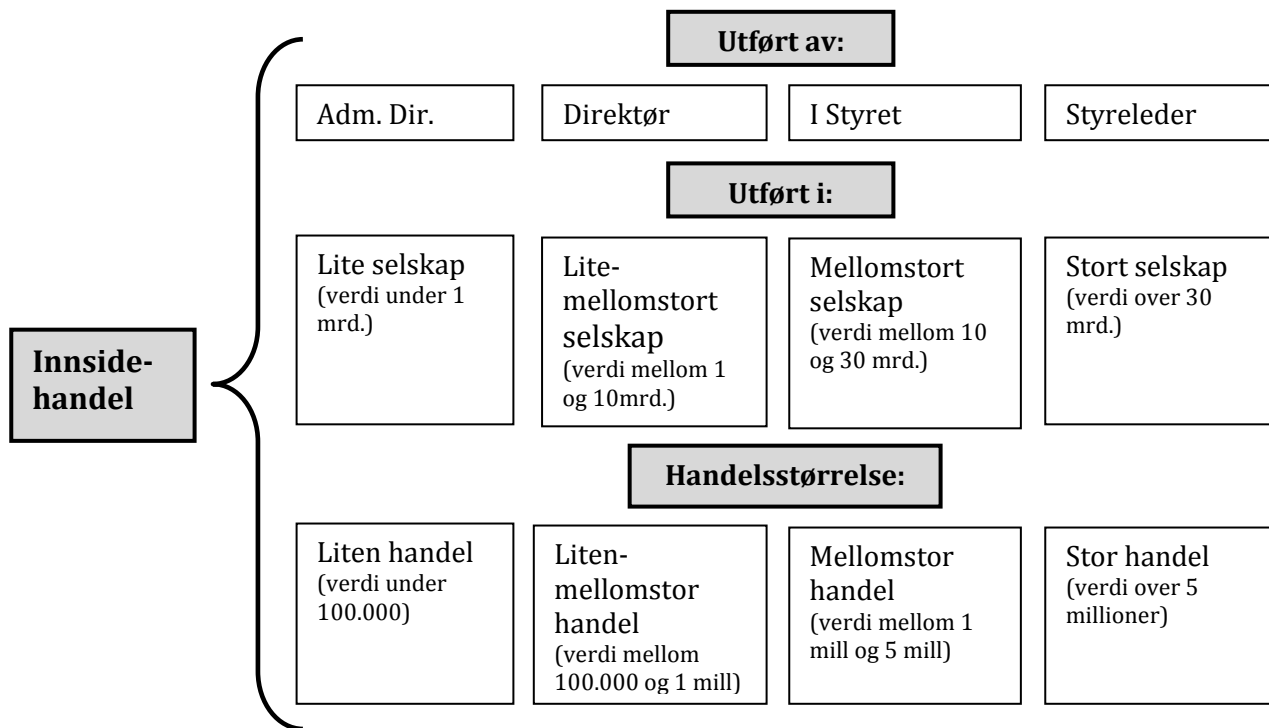 Utført av:
Adm. Dir.
Direktør
I Styret
Styreleder
Utført i:
Lite selskap
(verdi under 1
mrd.)
Lite-
mellomstort
selskap
(verdi mellom 1
og 10mrd.)
Mellomstort
selskap
(verdi mellom 10
og 30 mrd.)
Stort selskap
(verdi over 30
mrd.)
Innside-
handel
Handelsstørrelse:
Liten handel
(verdi under
100.000)
Liten-
mellomstor
handel
(verdi mellom
100.000 og 1 mill)
Mellomstor
handel
(verdi mellom 1
mill og 5 mill)
Stor handel
(verdi over 5
millioner)